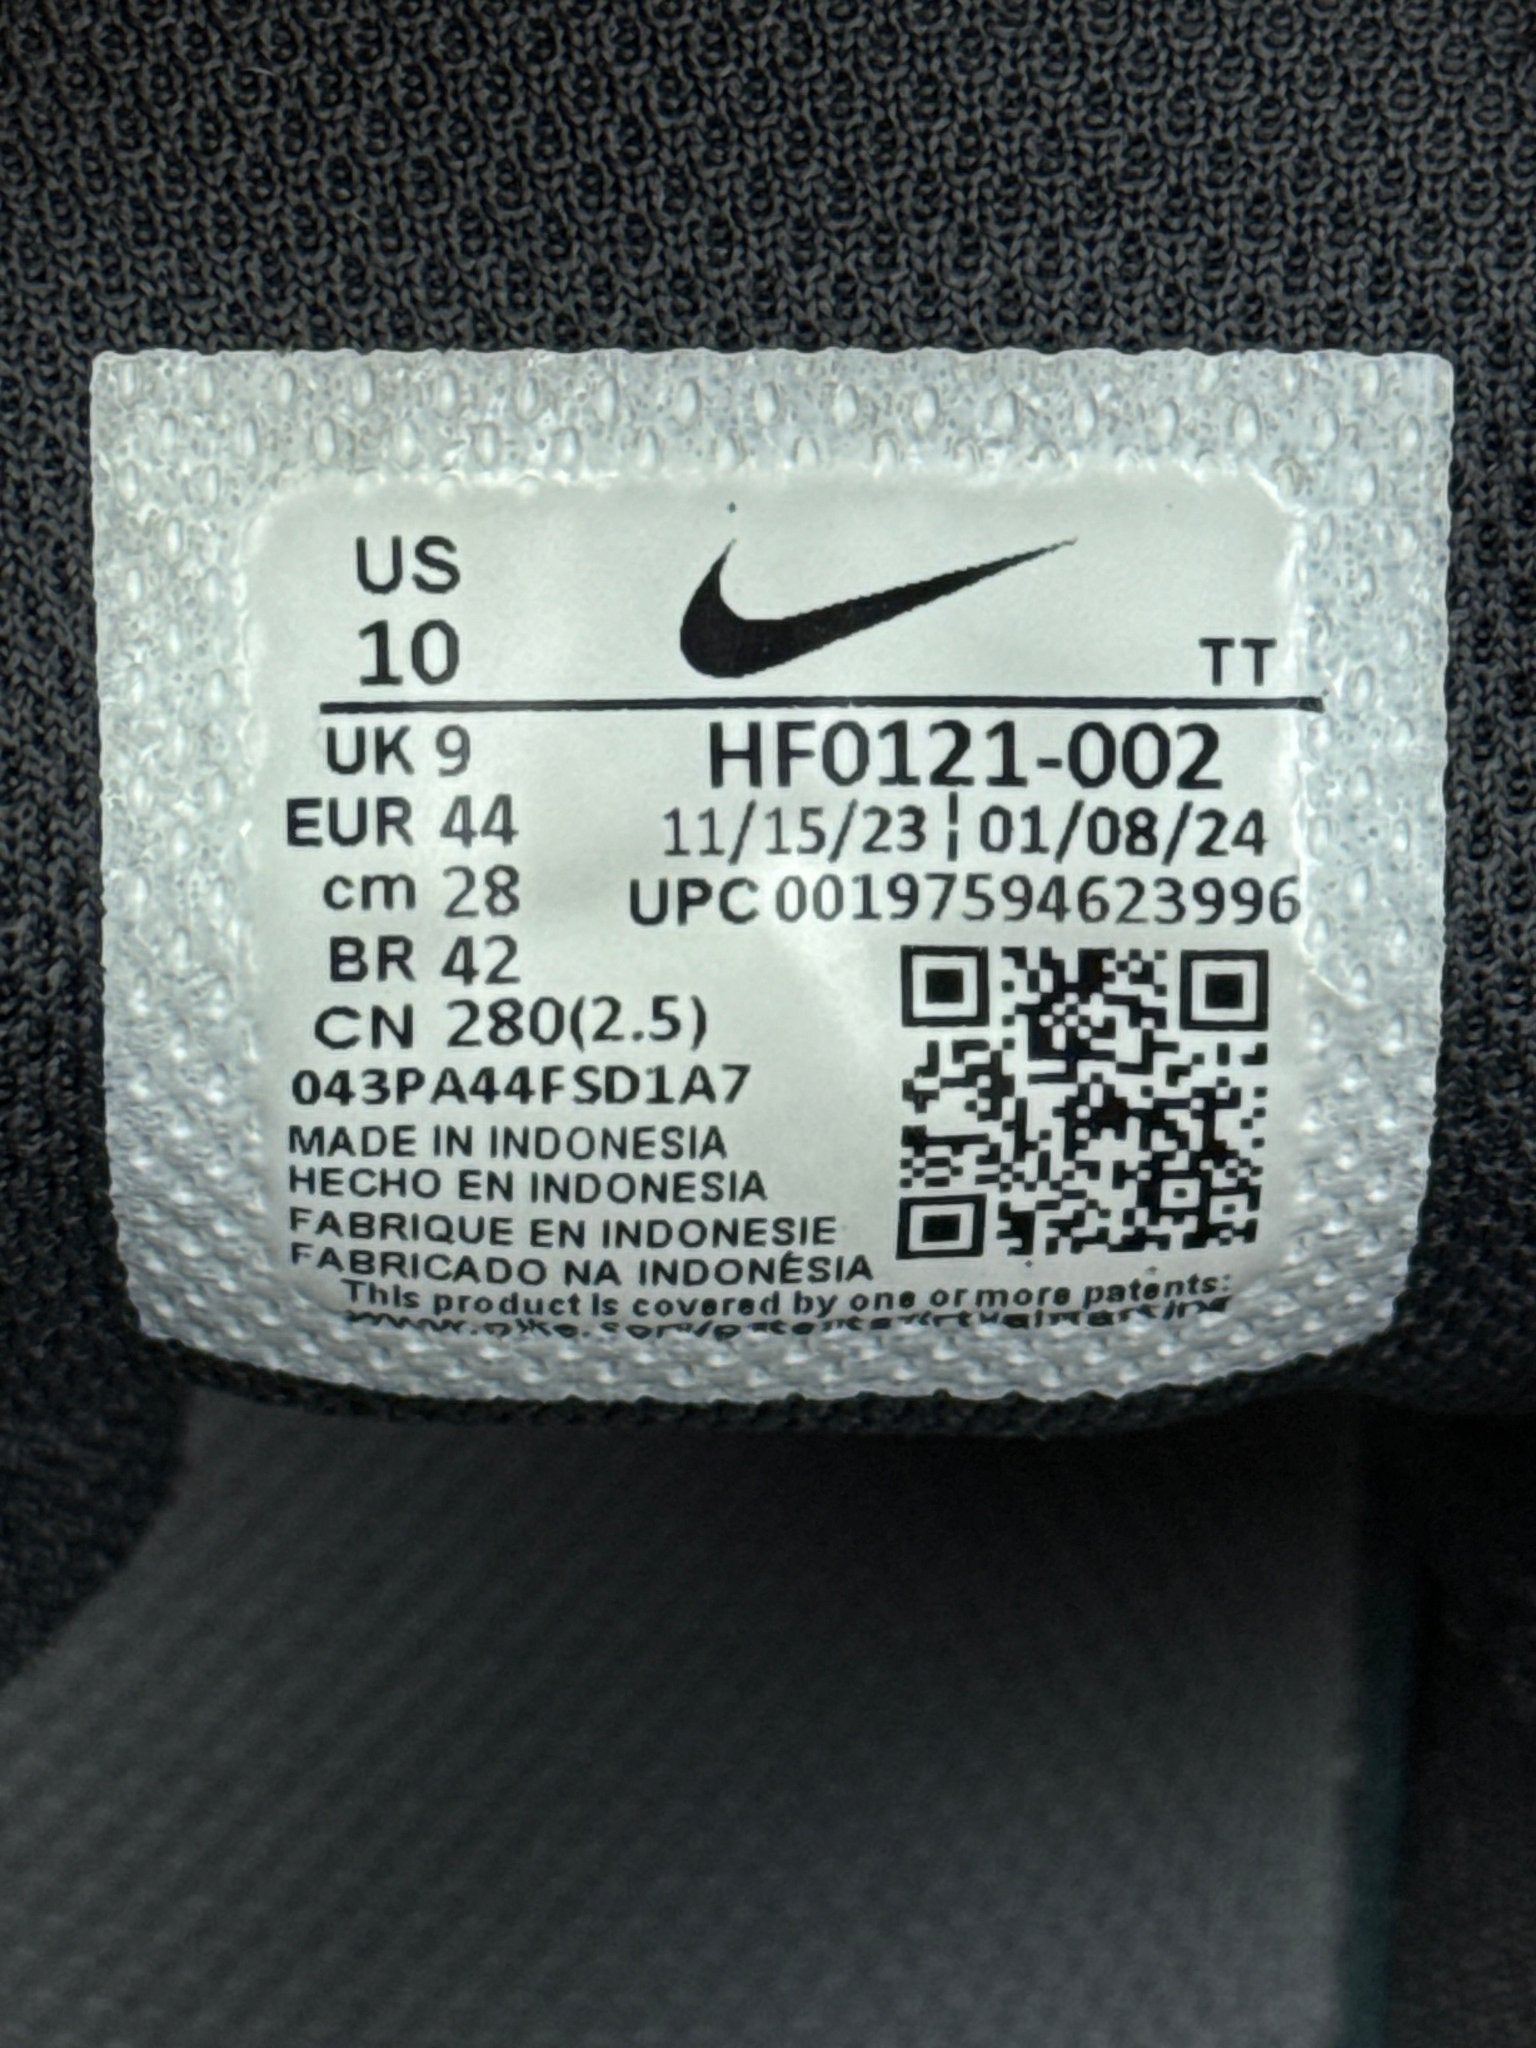 US
10
TT
UK 9
HF0121-002
EUR 44
11/15/23 ¦ 01/08/24
cm 28
UPC 00197594623996
BR 42
CN 280(2.5)
043PA44FSD1A7
MADE IN INDONESIA
HECHO EN INDONESIA
FABRIQUE EN INDONESIE
FABRICADO NA INDONÉSIA
This product is covered by one or more patents: